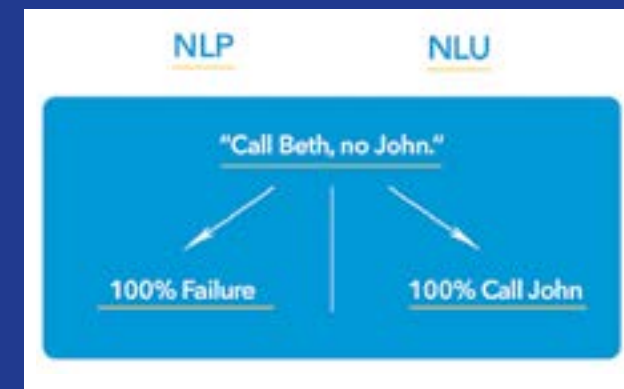 NLP NLU
"Call Beth, no John."
100% Failure 100% Call John